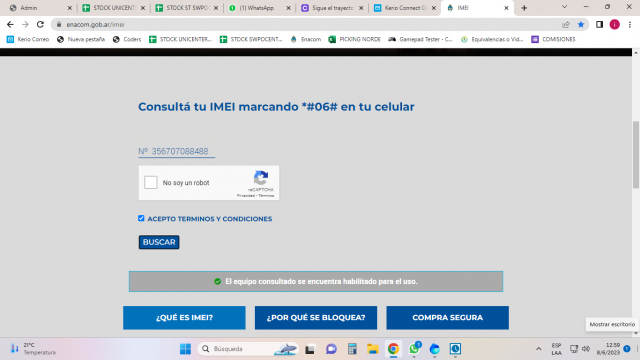 Admin
STOCK UNICENTE
STOCK ST SWPOC
(1) WhatsApp
Sigue el trayecto
Kerio Connect C
IMEI
enacom.gob.ar/imei
Kerio Correo
Nueva pestaña
Coders
STOCK UNICENTER...
STOCK SWPOCENT...
Enacom
PICKING NORDE
Gamepad Tester - C...
Equivalencias o Vid...
COMISIONES
Consultá tu IMEI marcando *#06# en tu celular
Nº 356707088488
No soy un robot
reCAPTCHA
Privacidad - Términos
ACEPTO TERMINOS Y CONDICIONES
BUSCAR
El equipo consultado se encuentra habilitado para el uso.
¿QUÉ ES IMEI?
¿POR QUÉ SE BLOQUEA?
COMPRA SEGURA
Mostrar escritorio
21°C
Temperatura
Búsqueda
ESP
LAA
12:59
8/6/2023